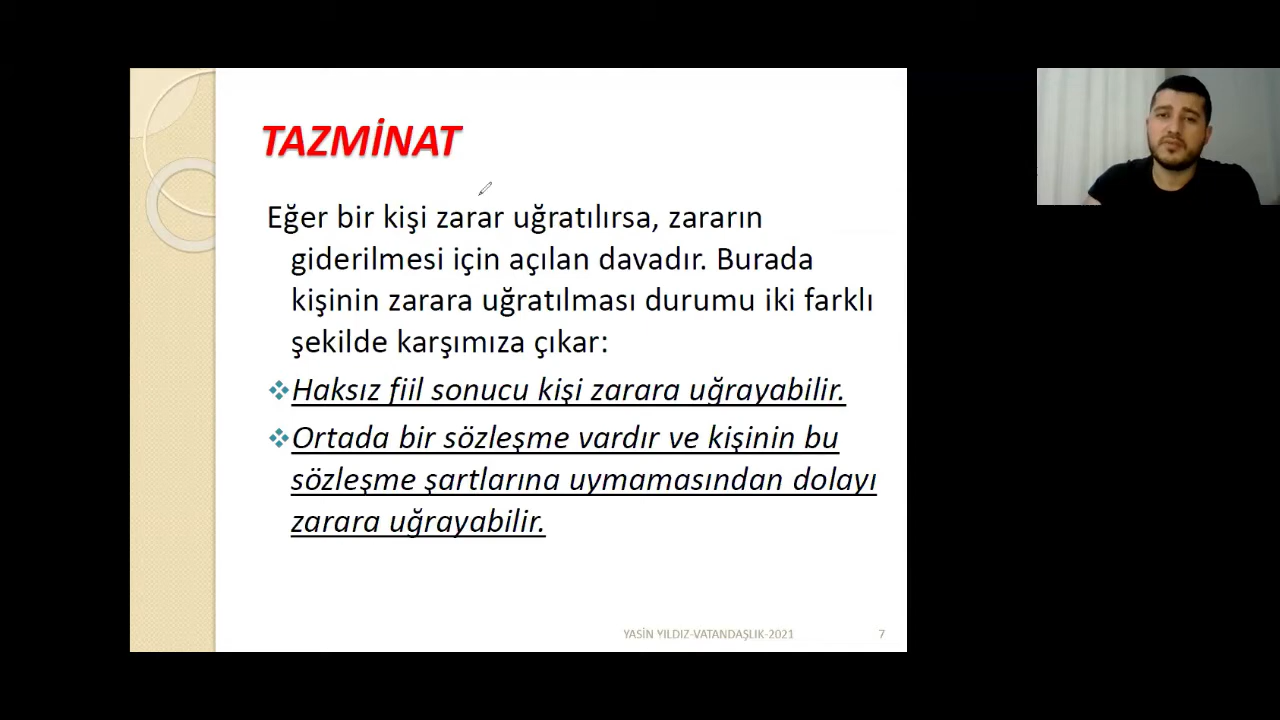 TAZMİNAT
Eğer bir kişi zarar uğratılırsa, zararın
giderilmesi için açılan davadır. Burada
kişinin zarara uğratılması durumu iki farklı
şekilde karşımıza çıkar:
Haksız fiil sonucu kişi zarara uğrayabilir.
Ortada bir sözleşme vardır ve kişinin bu
sözleşme şartlarına uymamasından dolayı
zarara uğrayabilir.
YASİN YILDIZ-VATANDAŞLIK-2021 7